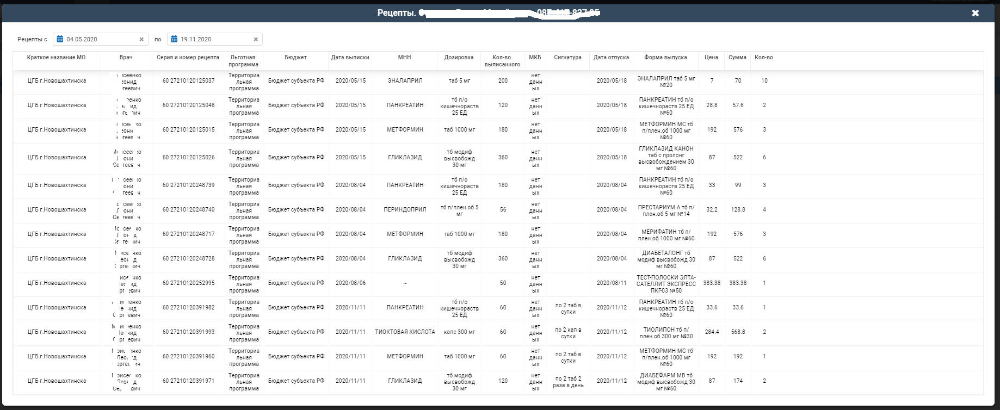 Рецепты.
Рецепты с 04.05.2020 по 19.11.2020
Краткое название МО Врач Серия и номер рецепта Льготная программа Бюджет Дата выписки МНН Дозировка Кол-во выписанного МКБ Сигнатура Дата отпуска Форма выпуска Цена Сумма Кол-во
ЦГБ г.Новошахтинска 60 27210120125037 Территориальная программа Бюджет субъекта РФ 2020/05/15 ЭНАЛАПРИЛ таб 5 мг 200 нет данных 2020/05/18 ЭНАЛАПРИЛ таб 5 мг №20 7 70 10
ЦГБ г.Новошахтинска 60 27210120125048 Территориальная программа Бюджет субъекта РФ 2020/05/15 ПАНКРЕАТИН тб п/о кишечнораств 25 ЕД 120 нет данных 2020/05/18 ПАНКРЕАТИН тб п/о кишечнораств 25 ЕД №60 28.8 57.6 2
ЦГБ г.Новошахтинска 60 27210120125015 Территориальная программа Бюджет субъекта РФ 2020/05/15 МЕТФОРМИН таб 1000 мг 180 нет данных 2020/05/18 МЕТФОРМИН МС тб п/плен.об 1000 мг №60 192 576 3
ЦГБ г.Новошахтинска 60 27210120125026 Территориальная программа Бюджет субъекта РФ 2020/05/15 ГЛИКЛАЗИД тб модиф высвобожд 30 мг 360 нет данных 2020/05/18 ГЛИКЛАЗИД КАНОН таб с пролонг высвобождением 30 мг №60 87 522 6
ЦГБ г.Новошахтинска 60 27210120248739 Территориальная программа Бюджет субъекта РФ 2020/08/04 ПАНКРЕАТИН тб п/о кишечнораств 25 ЕД 180 нет данных 2020/08/04 ПАНКРЕАТИН тб п/о кишечнораств 25 ЕД №60 33 99 3
ЦГБ г.Новошахтинска 60 27210120248740 Территориальная программа Бюджет субъекта РФ 2020/08/04 ПЕРИНДОПРИЛ тб п/плен.об 5 мг 56 нет данных 2020/08/04 ПРЕСТАРИУМ А тб п/плен.об 5 мг №14 32.2 128.8 4
ЦГБ г.Новошахтинска 60 27210120248717 Территориальная программа Бюджет субъекта РФ 2020/08/04 МЕТФОРМИН таб 1000 мг 180 нет данных 2020/08/04 МЕРИФАТИН тб п/плен.об 1000 мг №60 192 576 3
ЦГБ г.Новошахтинска 60 27210120248728 Территориальная программа Бюджет субъекта РФ 2020/08/04 ГЛИКЛАЗИД тб модиф высвобожд 30 мг 360 нет данных 2020/08/04 ДИАБЕТАЛОНГ тб модиф высвобожд 30 мг №60 87 522 6
ЦГБ г.Новошахтинска 60 27210120252995 Территориальная программа Бюджет субъекта РФ 2020/08/06 ~ 50 нет данных 2020/08/11 ТЕСТ-ПОЛОСКИ ЭЛТА-САТЕЛЛИТ ЭКСПРЕСС ПКГ-03 №50 383.38 383.38 1
ЦГБ г.Новошахтинска 60 27210120391982 Территориальная программа Бюджет субъекта РФ 2020/11/11 ПАНКРЕАТИН тб п/о кишечнораств 25 ЕД 60 нет данных по 2 таб в сутки 2020/11/12 ПАНКРЕАТИН тб п/о кишечнораств 25 ЕД №60 33.6 33.6 1
ЦГБ г.Новошахтинска 60 27210120391993 Территориальная программа Бюджет субъекта РФ 2020/11/11 ТИОКТОВАЯ КИСЛОТА капс 300 мг 60 нет данных по 2 кап в сутки 2020/11/12 ТИОЛИПОН тб п/плен.об 300 мг №30 284.4 568.8 2
ЦГБ г.Новошахтинска 60 27210120391960 Территориальная программа Бюджет субъекта РФ 2020/11/11 МЕТФОРМИН таб 1000 мг 60 нет данных по 2 таб в сутки 2020/11/12 МЕТФОРМИН МС тб п/плен.об 1000 мг №60 192 192 1
ЦГБ г.Новошахтинска 60 27210120391971 Территориальная программа Бюджет субъекта РФ 2020/11/11 ГЛИКЛАЗИД тб модиф высвобожд 30 мг 120 нет данных по 2 таб 2 раза в день 2020/11/12 ДИАБЕФАРМ МВ тб модиф высвобожд 30 мг №60 87 174 2